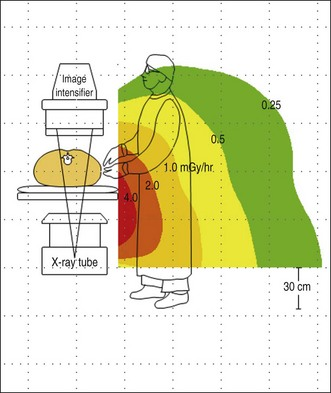 Image
intensifier
0.25
0.5
1.0 mGy/hr
2.0
4.0
X-ray tube
30 cm